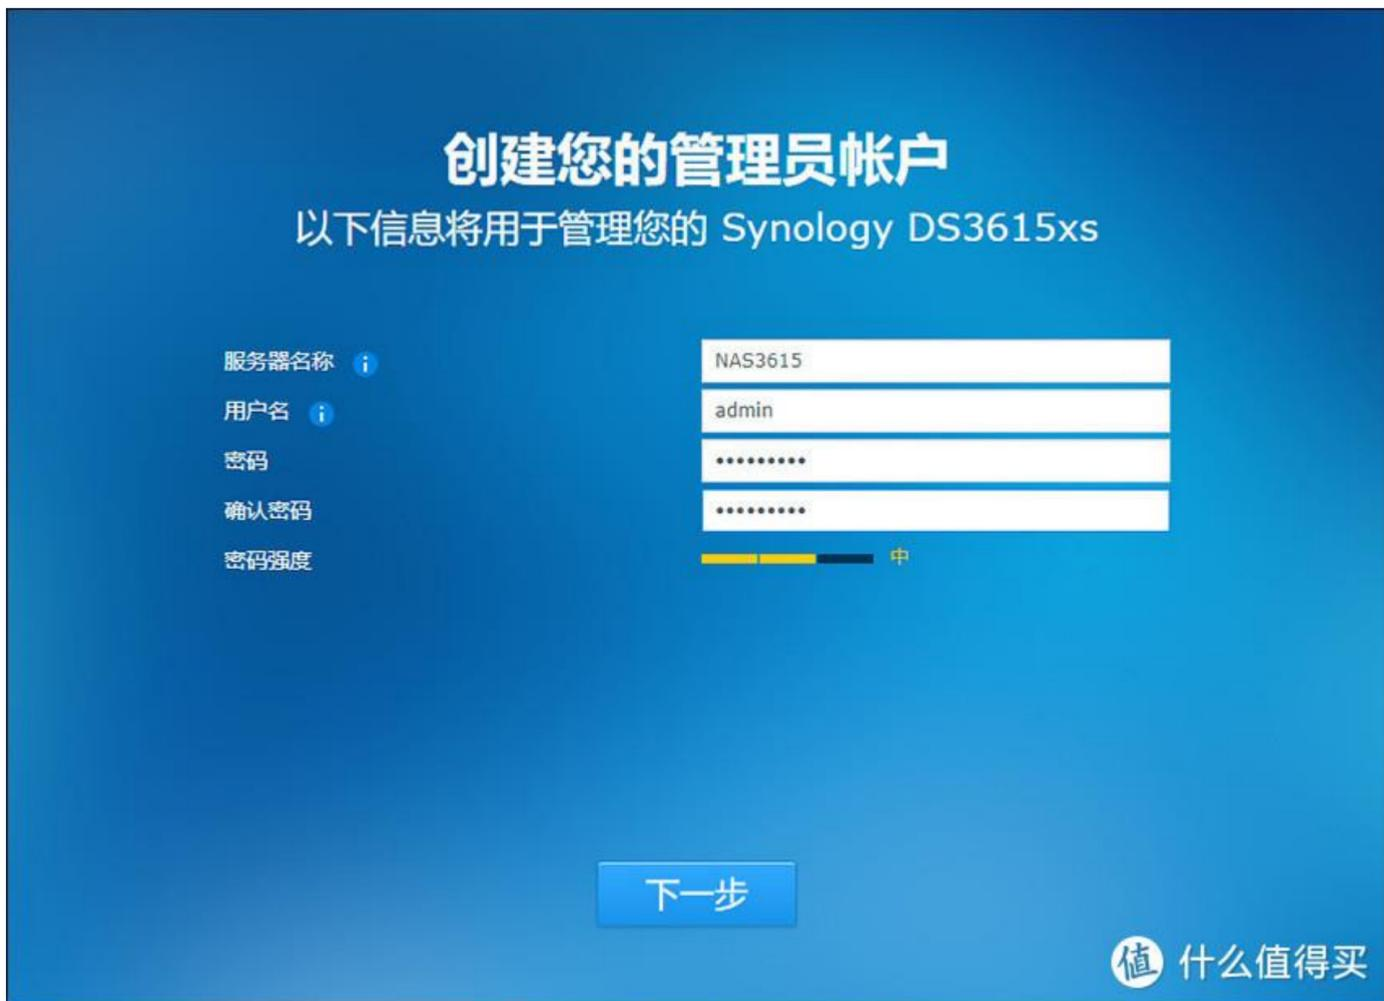 创建您的管理员帐户
以下信息将用于管理您的 Synology DS3615xs
服务器名称 i NAS3615
用户名 i admin
密码 •••••••••
确认密码 •••••••••
密码强度 中
下一步
值 什么值得买